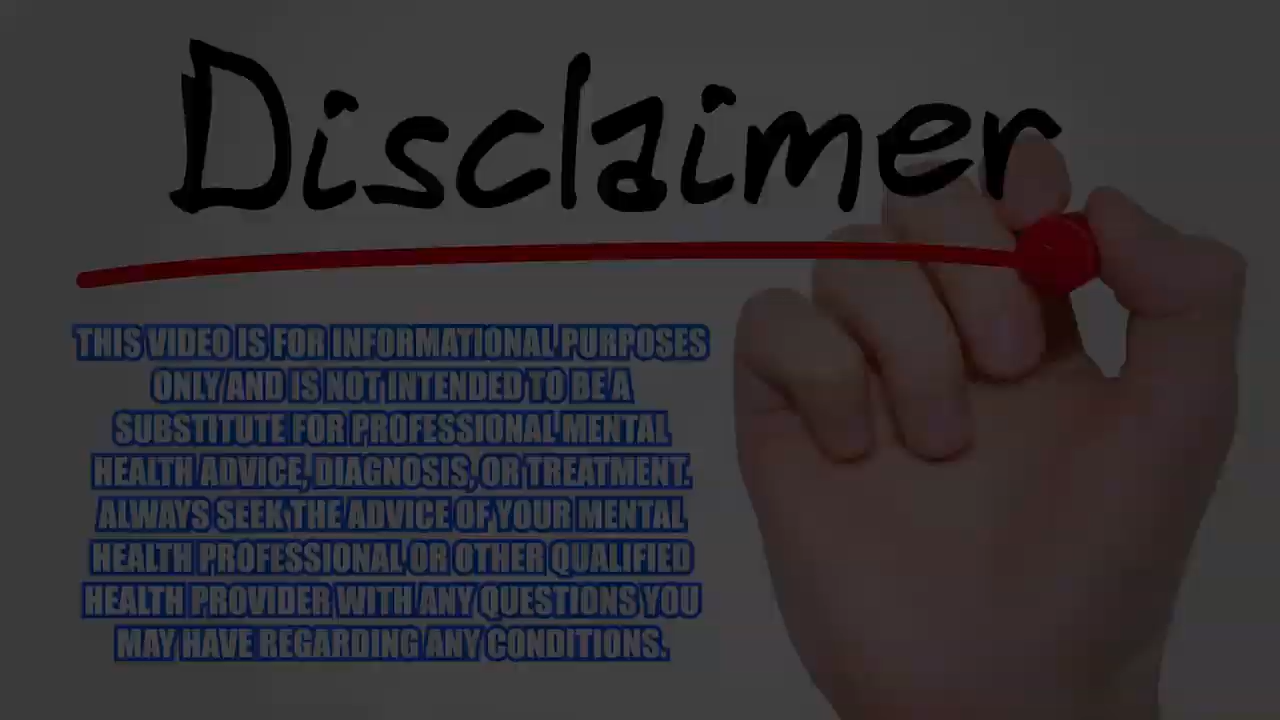 Disclaimer
THIS VIDEO IS FOR INFORMATIONAL PURPOSES
ONLY AND IS NOT INTENDED TO BE A
SUBSTITUTE FOR PROFESSIONAL MENTAL
HEALTH ADVICE, DIAGNOSIS, OR TREATMENT.
ALWAYS SEEK THE ADVICE OF YOUR MENTAL
HEALTH PROFESSIONAL OR OTHER QUALIFIED
HEALTH PROVIDER WITH ANY QUESTIONS YOU
MAY HAVE REGARDING ANY CONDITIONS.